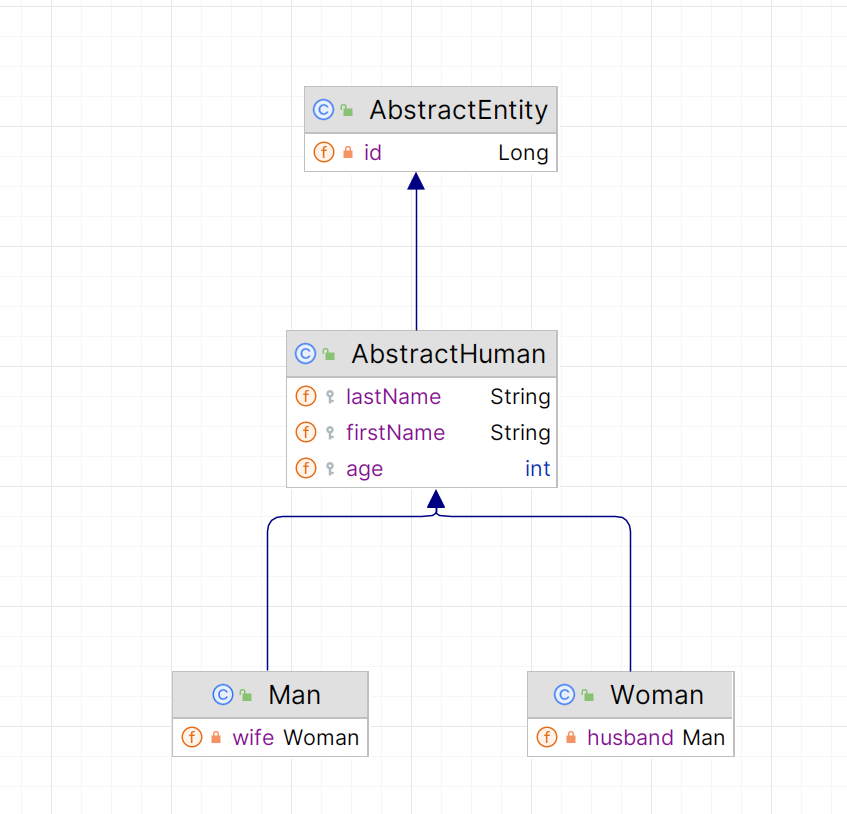 C AbstractEntity
f id Long
C AbstractHuman
f lastName String
f firstName String
f age int
C Man
f wife Woman
C Woman
f husband Man